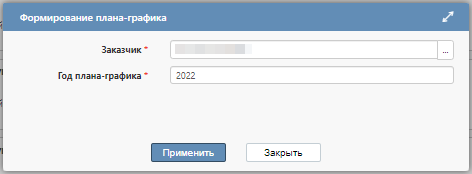 Формирование плана-графика
Заказчик *
...
Год плана-графика * 2022
Применить Закрыть